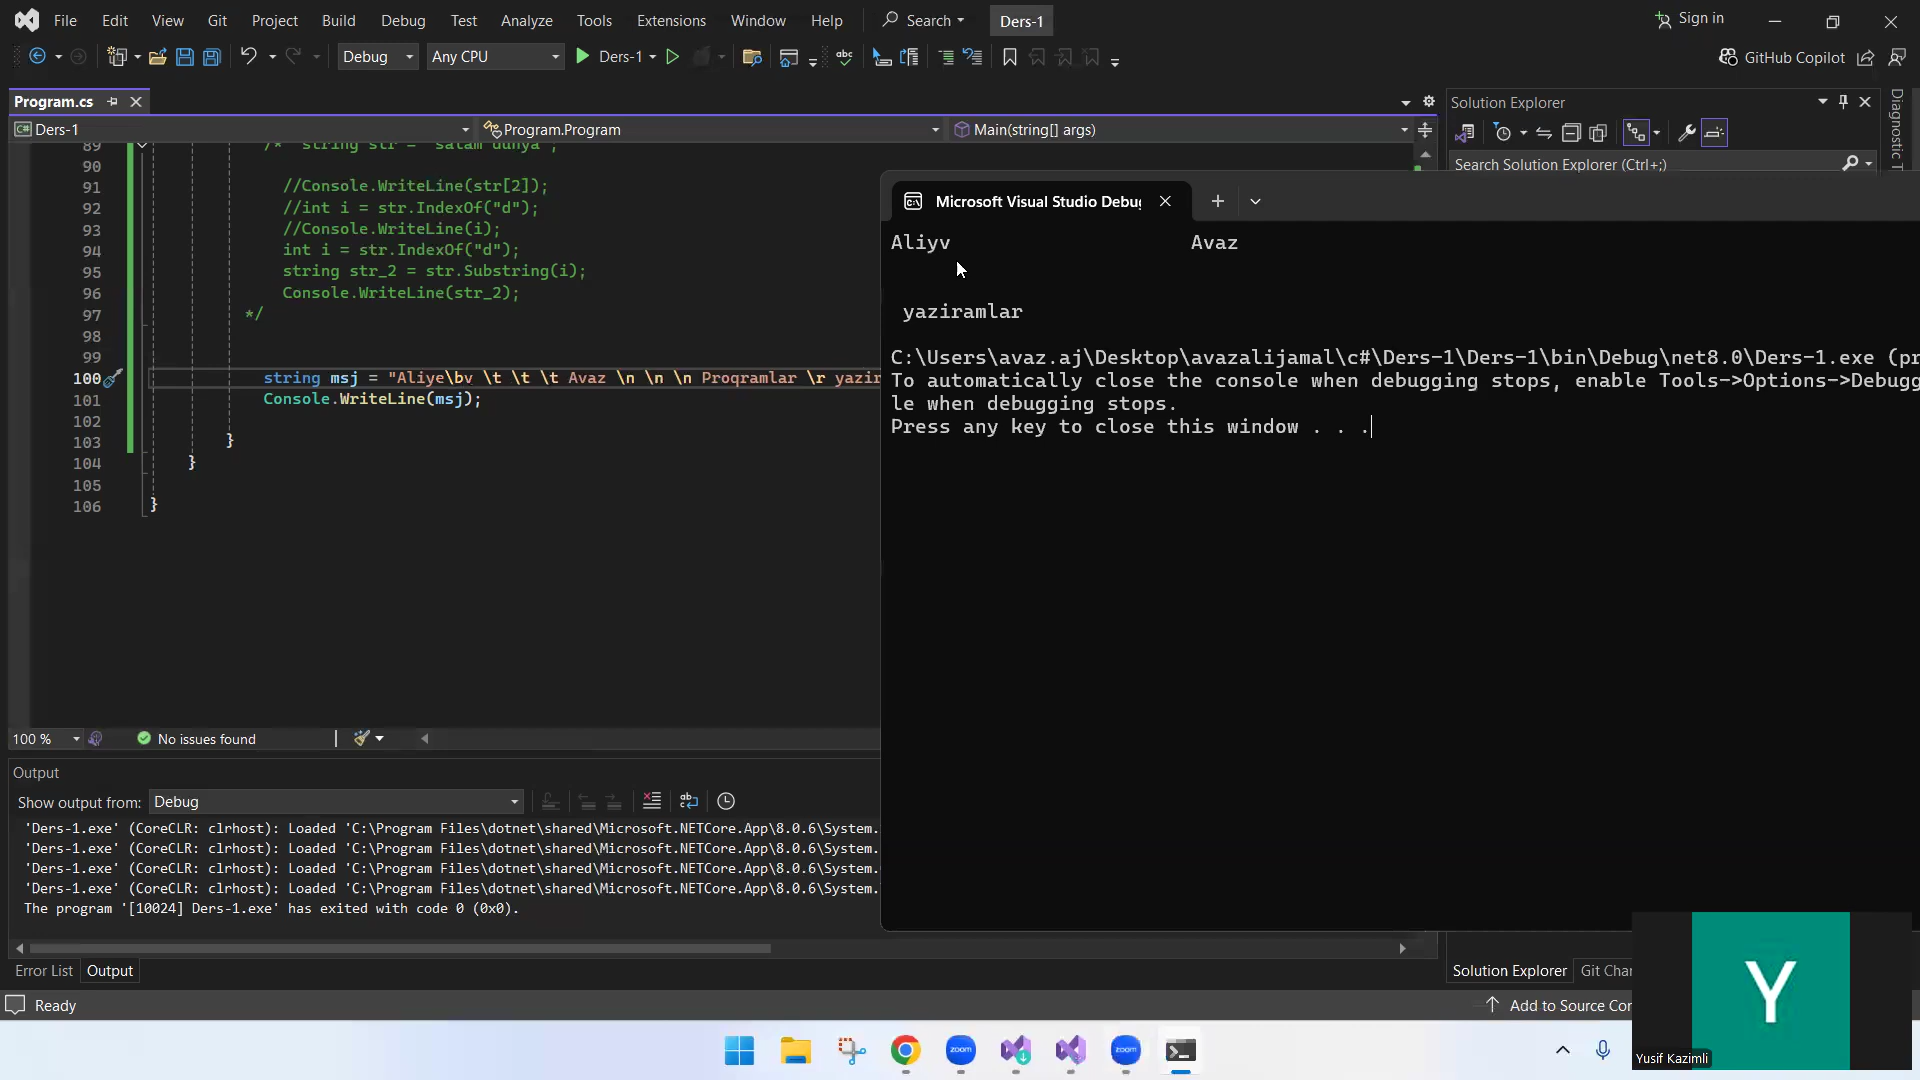 File Edit View Git Project Build Debug Test Analyze Tools Extensions Window Help Search Ders-1 Sign in
Debug Any CPU Ders-1 GitHub Copilot
Program.cs
Ders-1 Program.Program Main(string[] args)
89 /* string str = "salam dunya";
90
91 //Console.WriteLine(str[2]);
92 //int i = str.IndexOf("d");
93 //Console.WriteLine(i);
94 int i = str.IndexOf("d");
95 string str_2 = str.Substring(i);
96 Console.WriteLine(str_2);
97 */
98
99
100 string msj = "Aliye\bv \t \t \t Avaz \n \n \n Proqramlar \r yazir
101 Console.WriteLine(msj);
102
103 }
104 }
105
106 }
100 % No issues found
Output
Show output from: Debug
'Ders-1.exe' (CoreCLR: clrhost): Loaded 'C:\Program Files\dotnet\shared\Microsoft.NETCore.App\8.0.6\System.
'Ders-1.exe' (CoreCLR: clrhost): Loaded 'C:\Program Files\dotnet\shared\Microsoft.NETCore.App\8.0.6\System.
'Ders-1.exe' (CoreCLR: clrhost): Loaded 'C:\Program Files\dotnet\shared\Microsoft.NETCore.App\8.0.6\System.
'Ders-1.exe' (CoreCLR: clrhost): Loaded 'C:\Program Files\dotnet\shared\Microsoft.NETCore.App\8.0.6\System.
The program '[10024] Ders-1.exe' has exited with code 0 (0x0).
Error List Output
Ready
Solution Explorer
Search Solution Explorer (Ctrl+;)
Diagnostic T
Microsoft Visual Studio Debug
Aliyv Avaz
yaziramlar
C:\Users\avaz.aj\Desktop\avazalijamal\c#\Ders-1\Ders-1\bin\Debug\net8.0\Ders-1.exe (pr
To automatically close the console when debugging stops, enable Tools->Options->Debugg
le when debugging stops.
Press any key to close this window . . .
Solution Explorer Git Chan
Add to Source Con
zoom zoom
Y
Yusif Kazimli